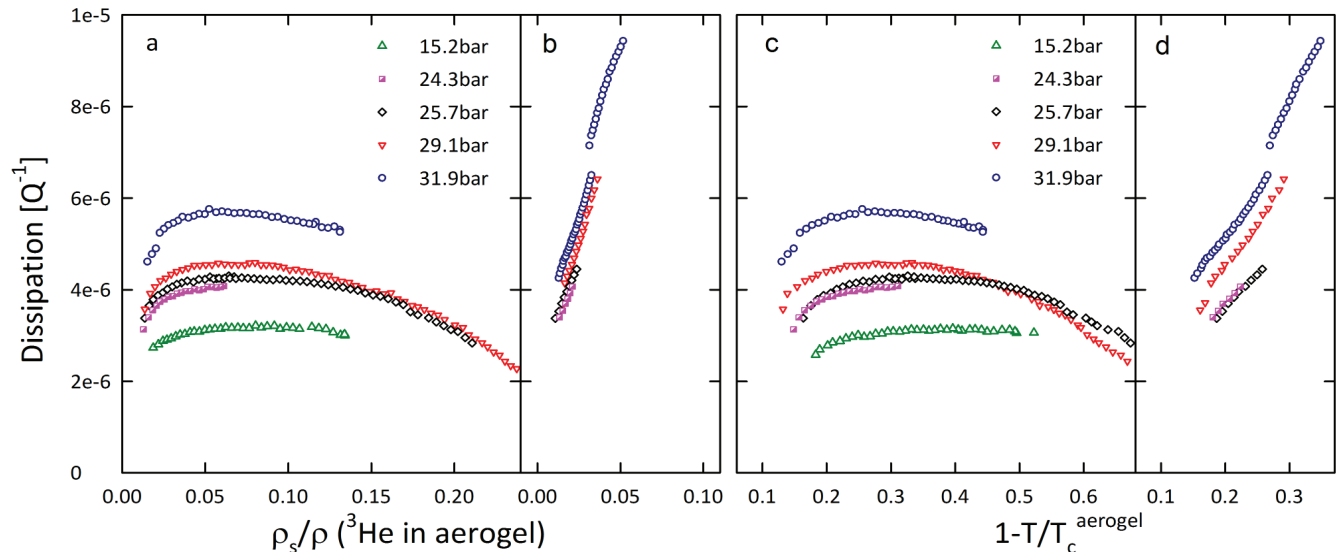 1e-5
8e-6
6e-6
4e-6
2e-6
0
Dissipation [Q⁻¹]
a
15.2bar
24.3bar
25.7bar
29.1bar
31.9bar
b
c
15.2bar
24.3bar
25.7bar
29.1bar
31.9bar
d
0.00 0.05 0.10 0.15 0.20
0.00 0.05 0.10
0.1 0.2 0.3 0.4 0.5 0.6
0.1 0.2 0.3
ρₛ/ρ (³He in aerogel)
1-T/T_c^aerogel